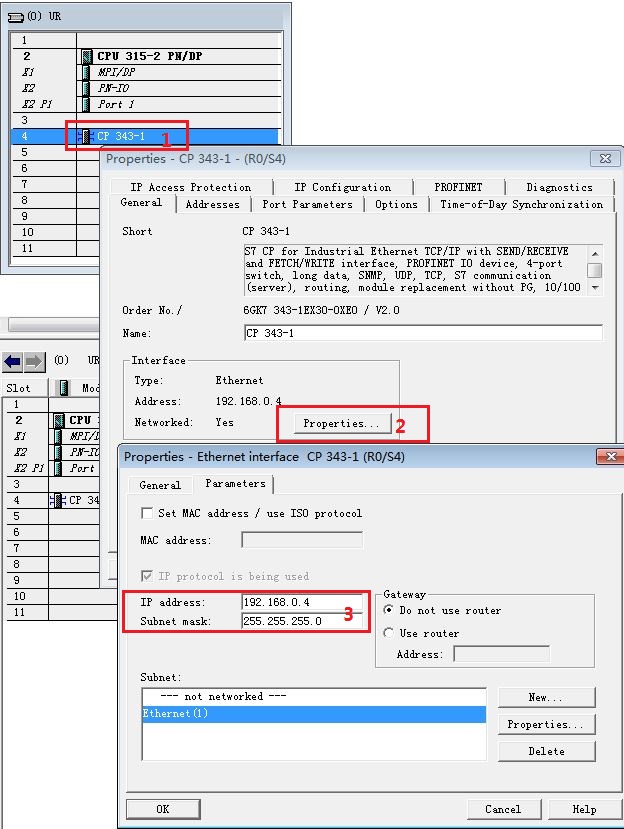 (0) UR
1
2 CPU 315-2 PN/DP
X1 MPI/DP
X2 PN-IO
X2 P1 Port 1
3
4 CP 343-1
1
5
6
7
8
9
10
11
Properties - CP 343-1 - (R0/S4)
IP Access Protection IP Configuration PROFINET Diagnostics
General Addresses Port Parameters Options Time-of-Day Synchronization
Short CP 343-1
S7 CP for Industrial Ethernet TCP/IP with SEND/RECEIVE
and FETCH/WRITE interface, PROFINET IO device, 4-port
switch, long data, SNMP, UDP, TCP, S7 communication
(server), routing, module replacement without PG, 10/100
Order No./ 6GK7 343-1EX30-0XE0 / V2.0
Name: CP 343-1
Interface
Type: Ethernet
Address: 192.168.0.4
Networked: Yes Properties... 2
(0) UR
Slot Mod
1
2 CPU
X1 MPI/D
X2 PN-IO
X2 P1 Port
3
4 CP 34
5
6
7
8
9
10
11
Properties - Ethernet interface CP 343-1 (R0/S4)
General Parameters
Set MAC address / use ISO protocol
MAC address:
IP protocol is being used
IP address: 192.168.0.4
Subnet mask: 255.255.255.0
3
Gateway
Do not use router
Use router
Address:
Subnet:
--- not networked ---
Ethernet(1)
New...
Properties...
Delete
OK Cancel Help